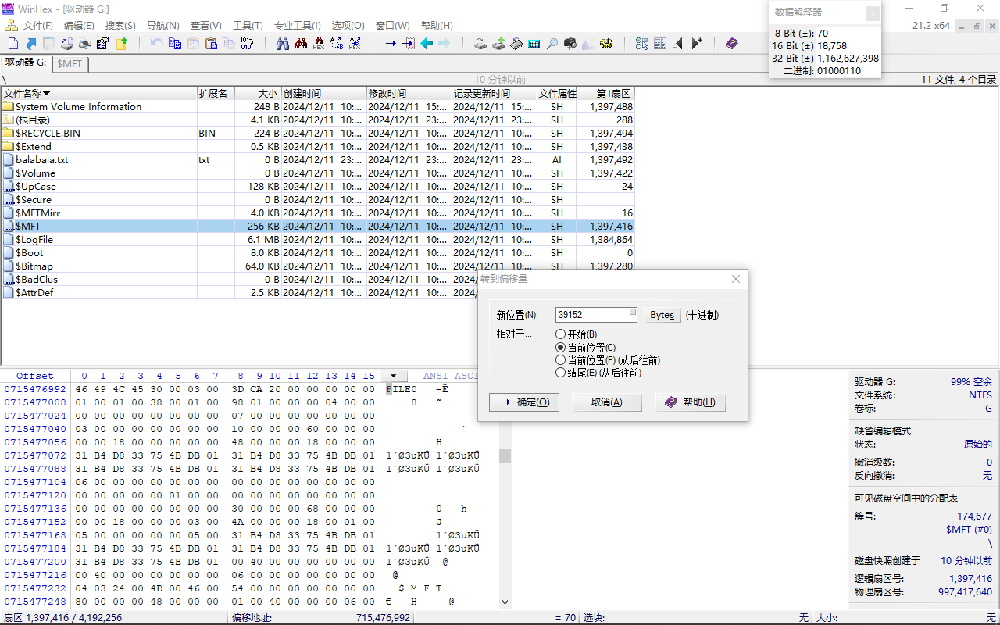 WinHex - [驱动器 G:]
文件(F) 编辑(E) 搜索(S) 导航(N) 查看(V) 工具(T) 专业工具(I) 选项(O) 窗口(W) 帮助(H) 21.2 x64
数据解释器
8 Bit (±): 70
16 Bit (±) 18,758
32 Bit (±) 1,162,627,398
二进制: 01000110
驱动器 G: $MFT
\ 10 分钟以前 11 文件, 4 个目录
文件名称 扩展名 大小 创建时间 修改时间 记录更新时间 文件属性 第1扇区
System Volume Information 248 B 2024/12/11 10:... 2024/12/11 15:... 2024/12/11 15:... SH 1,397,488
(根目录) 4.1 KB 2024/12/11 10:... 2024/12/11 23:... 2024/12/11 23:... SH 288
$RECYCLE.BIN BIN 224 B 2024/12/11 10:... 2024/12/11 10:... 2024/12/11 10:... SH 1,397,494
$Extend 0.5 KB 2024/12/11 10:... 2024/12/11 10:... 2024/12/11 10:... SH 1,397,438
balabala.txt txt 0 B 2024/12/11 23:... 2024/12/11 23:... 2024/12/11 23:... AI 1,397,492
$Volume 0 B 2024/12/11 10:... 2024/12/11 10:... 2024/12/11 10:... SH 1,397,422
$UpCase 128 KB 2024/12/11 10:... 2024/12/11 10:... 2024/12/11 10:... SH 24
$Secure 0 B 2024/12/11 10:... 2024/12/11 10:... 2024/12/11 10:... SH
$MFTMirr 4.0 KB 2024/12/11 10:... 2024/12/11 10:... 2024/12/11 10:... SH 16
$MFT 256 KB 2024/12/11 10:... 2024/12/11 10:... 2024/12/11 10:... SH 1,397,416
$LogFile 6.1 MB 2024/12/11 10:... 2024/12/11 10:... 2024/12/11 10:... SH 1,384,864
$Boot 8.0 KB 2024/12/11 10:... 2024/12/11 10:... 2024/12/11 10:... SH 0
$Bitmap 64.0 KB 2024/12/11 10:... 2024/12/11 10:... 2024/12/11 10:... SH 1,397,280
$BadClus 0 B 2024/12/11 10:... 2024/12/11 10:... 2024/
$AttrDef 2.5 KB 2024/12/11 10:... 2024/12/11 10:... 2024/
转到偏移量
新位置(N): 39152 Bytes (十进制)
相对于... 开始(B)
当前位置(C)
当前位置(P) (从后往前)
结尾(E) (从后往前)
确定(O) 取消(A) 帮助(H)
Offset 0 1 2 3 4 5 6 7 8 9 10 11 12 13 14 15 ANSI ASCI
0715476992 46 49 4C 45 30 00 03 00 3D CA 20 00 00 00 00 00 FILE0 =Ê
0715477008 01 00 01 00 38 00 01 00 98 01 00 00 00 04 00 00 8 ˜
0715477024 00 00 00 00 00 00 00 00 07 00 00 00 00 00 00 00
0715477040 03 00 00 00 00 00 00 00 10 00 00 00 60 00 00 00 `
0715477056 00 00 18 00 00 00 00 00 48 00 00 00 18 00 00 00 H
0715477072 31 B4 D8 33 75 4B DB 01 31 B4 D8 33 75 4B DB 01 1´Ø3uKÛ 1´Ø3uKÛ
0715477088 31 B4 D8 33 75 4B DB 01 31 B4 D8 33 75 4B DB 01 1´Ø3uKÛ 1´Ø3uKÛ
0715477104 06 00 00 00 00 00 00 00 00 00 00 00 00 00 00 00
0715477120 00 00 00 00 00 01 00 00 00 00 00 00 00 00 00 00
0715477136 00 00 00 00 00 00 00 00 30 00 00 00 68 00 00 00 0 h
0715477152 00 00 18 00 00 00 03 00 4A 00 00 00 18 00 01 00 J
0715477168 05 00 00 00 00 00 05 00 31 B4 D8 33 75 4B DB 01 1´Ø3uKÛ
0715477184 31 B4 D8 33 75 4B DB 01 31 B4 D8 33 75 4B DB 01 1´Ø3uKÛ 1´Ø3uKÛ
0715477200 31 B4 D8 33 75 4B DB 01 00 40 00 00 00 00 00 00 1´Ø3uKÛ @
0715477216 00 40 00 00 00 00 00 00 06 00 00 00 00 00 00 00 @
0715477232 04 03 24 00 4D 00 46 00 54 00 00 00 00 00 00 00 $ M F T
0715477248 80 00 00 00 48 00 00 00 01 00 40 00 00 00 06 00 € H @
驱动器 G: 99% 空余
文件系统: NTFS
卷标: G
缺省编辑模式
状态: 原始的
撤消级数: 0
反向撤消: 无
可见磁盘空间中的分配表
簇号: 174,677
$MFT (#0)
\
磁盘快照创建于 10 分钟以前
逻辑扇区号: 1,397,416
物理扇区号: 997,417,640
扇区 1,397,416 / 4,192,256 偏移地址: 715,476,992 = 70 选块: 无 大小: 无